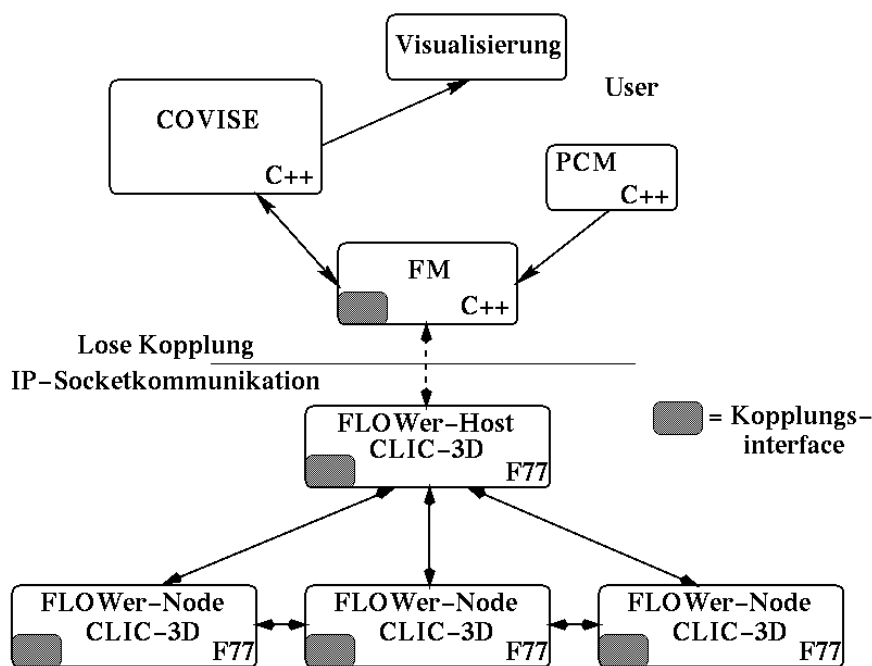 Visualisierung
User
COVISE
C++
PCM
C++
FM
C++
Lose Kopplung
IP-Socketkommunikation
FLOWer-Host
CLIC-3D
F77
= Kopplungs-
interface
FLOWer-Node
CLIC-3D
F77
FLOWer-Node
CLIC-3D
F77
FLOWer-Node
CLIC-3D
F77